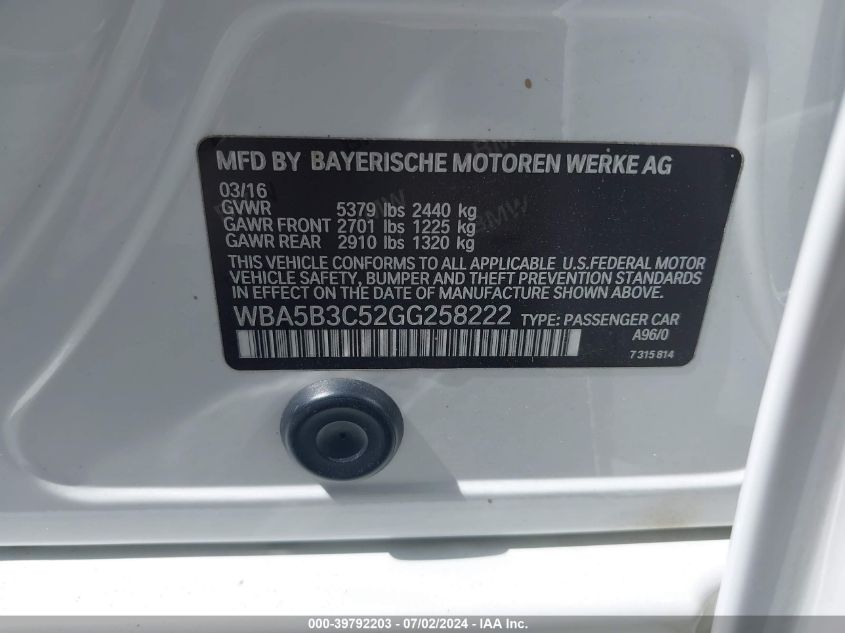 MFD BY BAYERISCHE MOTOREN WERKE AG
03/16
GVWR 5379 lbs 2440 kg
GAWR FRONT 2701 lbs 1225 kg
GAWR REAR 2910 lbs 1320 kg
THIS VEHICLE CONFORMS TO ALL APPLICABLE U.S.FEDERAL MOTOR
VEHICLE SAFETY, BUMPER AND THEFT PREVENTION STANDARDS
IN EFFECT ON THE DATE OF MANUFACTURE SHOWN ABOVE.
WBA5B3C52GG258222 TYPE: PASSENGER CAR
A96/0
7 315 814
000-39792203 - 07/02/2024 - IAA Inc.